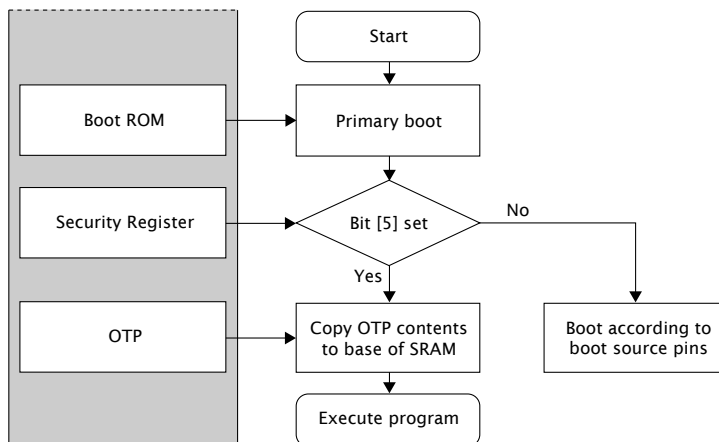 Start
Boot ROM
Primary boot
Security Register
Bit [5] set
No
Yes
OTP
Copy OTP contents
to base of SRAM
Boot according to
boot source pins
Execute program